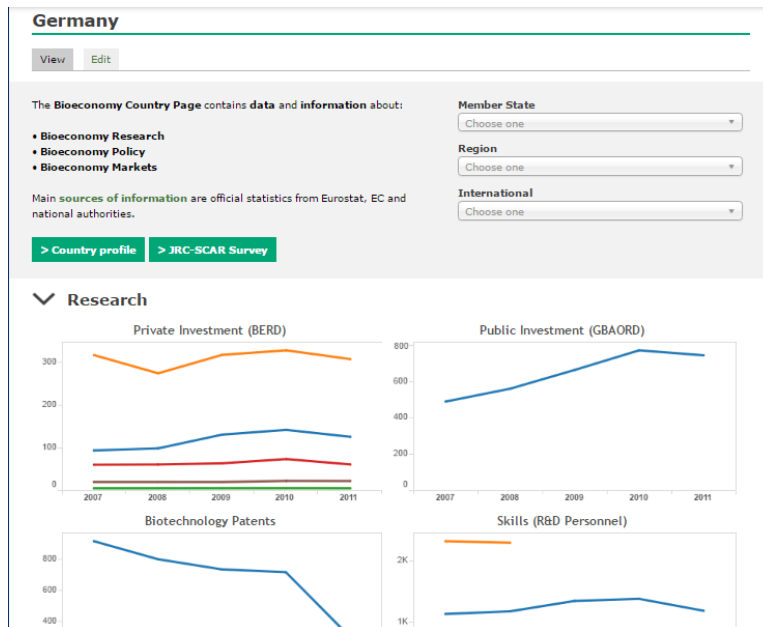 Germany
View
Edit
The Bioeconomy Country Page contains data and information about:
• Bioeconomy Research
• Bioeconomy Policy
• Bioeconomy Markets
Main sources of information are official statistics from Eurostat, EC and
national authorities.
> Country profile
> JRC-SCAR Survey
Member State
Choose one
Region
Choose one
International
Choose one
Research
Private Investment (BERD)
300
200
100
0
2007 2008 2009 2010 2011
Public Investment (GBAORD)
800
600
400
200
0
2007 2008 2009 2010 2011
Biotechnology Patents
800
600
400
Skills (R&D Personnel)
2K
1K